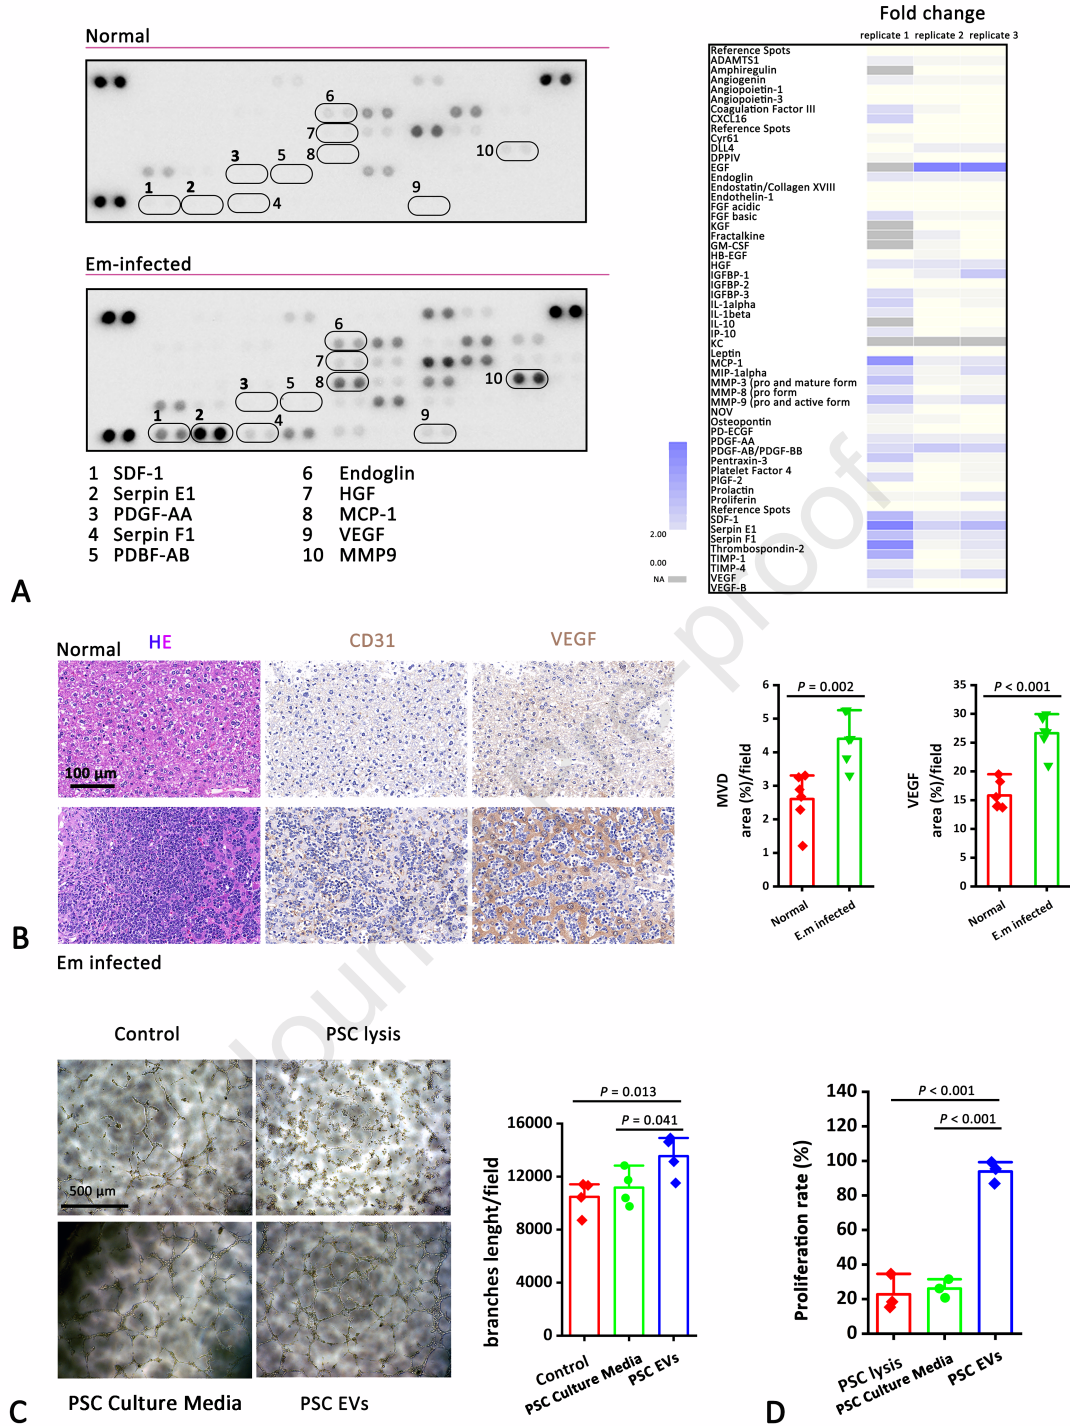 Normal
6
7
8
10
3
5
1
2
4
9
Em-infected
6
7
8
10
3
5
1
2
4
9
1 SDF-1
2 Serpin E1
3 PDGF-AA
4 Serpin F1
5 PDBF-AB
6 Endoglin
7 HGF
8 MCP-1
9 VEGF
10 MMP9
A
Fold change
replicate 1 replicate 2 replicate 3
Reference Spots
ADAMTS1
Amphiregulin
Angiogenin
Angiopoietin-1
Angiopoietin-3
Coagulation Factor III
CXCL16
Reference Spots
Cyr61
DLL4
DPPIV
EGF
Endoglin
Endostatin/Collagen XVIII
Endothelin-1
FGF acidic
FGF basic
KGF
Fractalkine
GM-CSF
HB-EGF
HGF
IGFBP-1
IGFBP-2
IGFBP-3
IL-1alpha
IL-1beta
IL-10
IP-10
KC
Leptin
MCP-1
MIP-1alpha
MMP-3 (pro and mature form
MMP-8 (pro form
MMP-9 (pro and active form
NOV
Osteopontin
PD-ECGF
PDGF-AA
PDGF-AB/PDGF-BB
Pentraxin-3
Platelet Factor 4
PlGF-2
Prolactin
Proliferin
Reference Spots
SDF-1
Serpin E1
Serpin F1
Thrombospondin-2
TIMP-1
TIMP-4
VEGF
VEGF-B
2.00
0.00
NA
Normal
HE
CD31
VEGF
100 µm
Em infected
B
MVD
area (%)/field
6
5
4
3
2
1
0
P = 0.002
Normal
E.m infected
VEGF
area (%)/field
35
30
25
20
15
10
5
0
P < 0.001
Normal
E.m infected
Control
PSC lysis
500 µm
PSC Culture Media
PSC EVs
C
branches lenght/field
16000
12000
8000
4000
0
P = 0.013
P = 0.041
Control
PSC Culture Media
PSC EVs
D
Proliferation rate (%)
140
120
100
80
60
40
20
0
P < 0.001
P < 0.001
PSC lysis
PSC Culture Media
PSC EVs